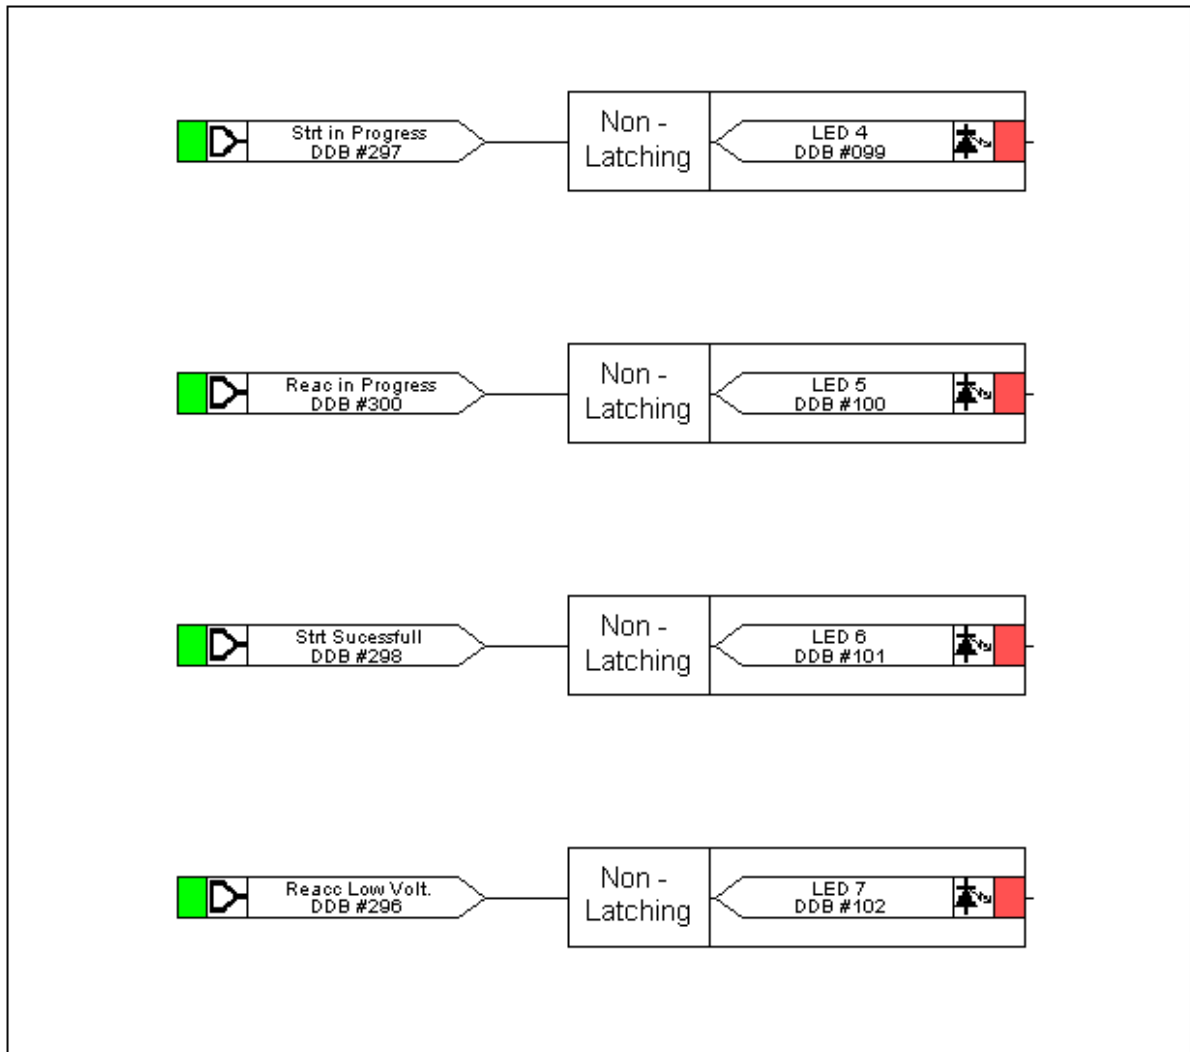 Strt in Progress
DDB #297
Non -
Latching
LED 4
DDB #099
Reac in Progress
DDB #300
Non -
Latching
LED 5
DDB #100
Strt Sucessfull
DDB #298
Non -
Latching
LED 6
DDB #101
Reacc Low Volt.
DDB #296
Non -
Latching
LED 7
DDB #102